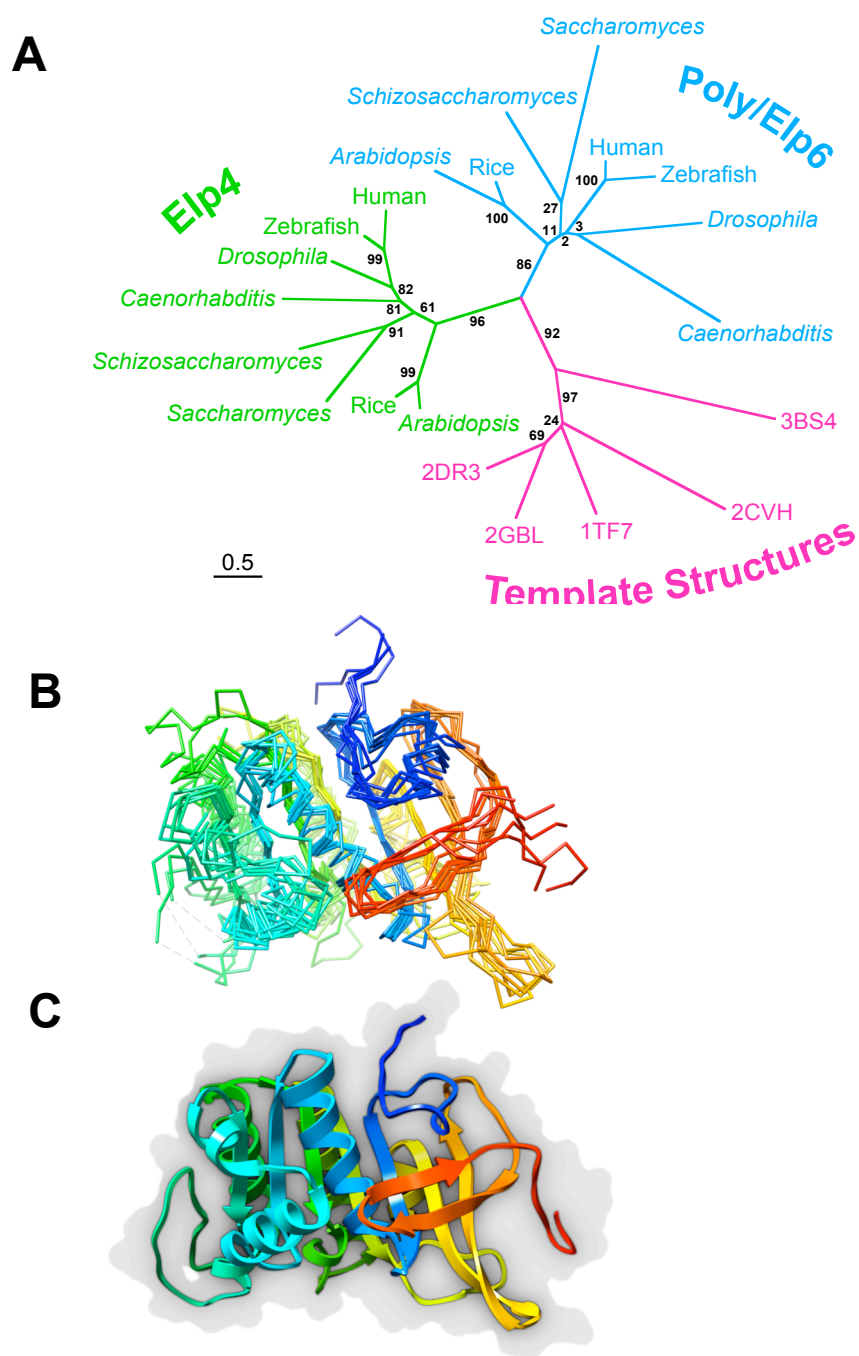 A
Saccharomyces
Poly/Elp6
Schizosaccharomyces
Human
Arabidopsis
Rice
100
Zebrafish
Elp4
Human
100
27
Drosophila
Zebrafish
11
3
2
Drosophila
99
86
Caenorhabditis
82
81
61
96
Caenorhabditis
91
92
Schizosaccharomyces
99
97
Saccharomyces
Rice
Arabidopsis
24
3BS4
69
2DR3
2CVH
2GBL
1TF7
Template Structures
0.5
B
C